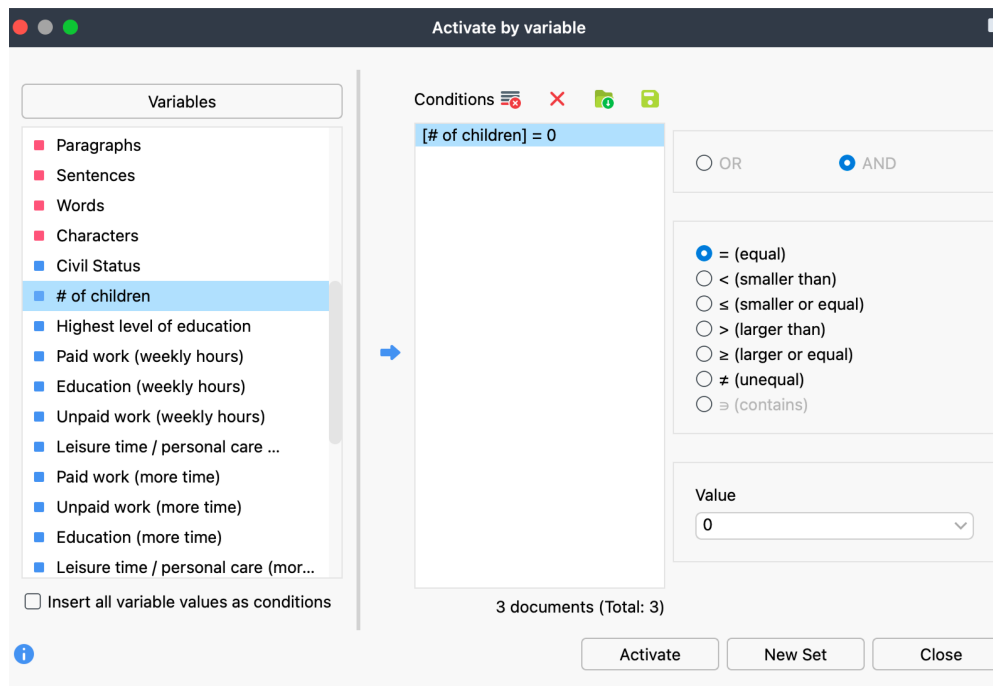 Activate by variable
Variables
Paragraphs
Sentences
Words
Characters
Civil Status
# of children
Highest level of education
Paid work (weekly hours)
Education (weekly hours)
Unpaid work (weekly hours)
Leisure time / personal care ...
Paid work (more time)
Unpaid work (more time)
Education (more time)
Leisure time / personal care (mor...
Insert all variable values as conditions
Conditions
[# of children] = 0
3 documents (Total: 3)
OR AND
= (equal)
< (smaller than)
≤ (smaller or equal)
> (larger than)
≥ (larger or equal)
≠ (unequal)
∋ (contains)
Value
0
Activate New Set Close